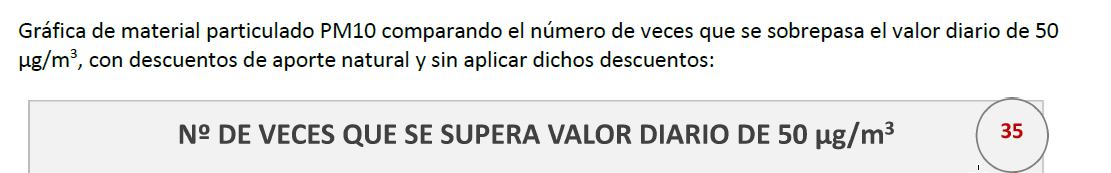 Gráfica de material particulado PM10 comparando el número de veces que se sobrepasa el valor diario de 50
µg/m³, con descuentos de aporte natural y sin aplicar dichos descuentos:
Nº DE VECES QUE SE SUPERA VALOR DIARIO DE 50 µg/m³
35